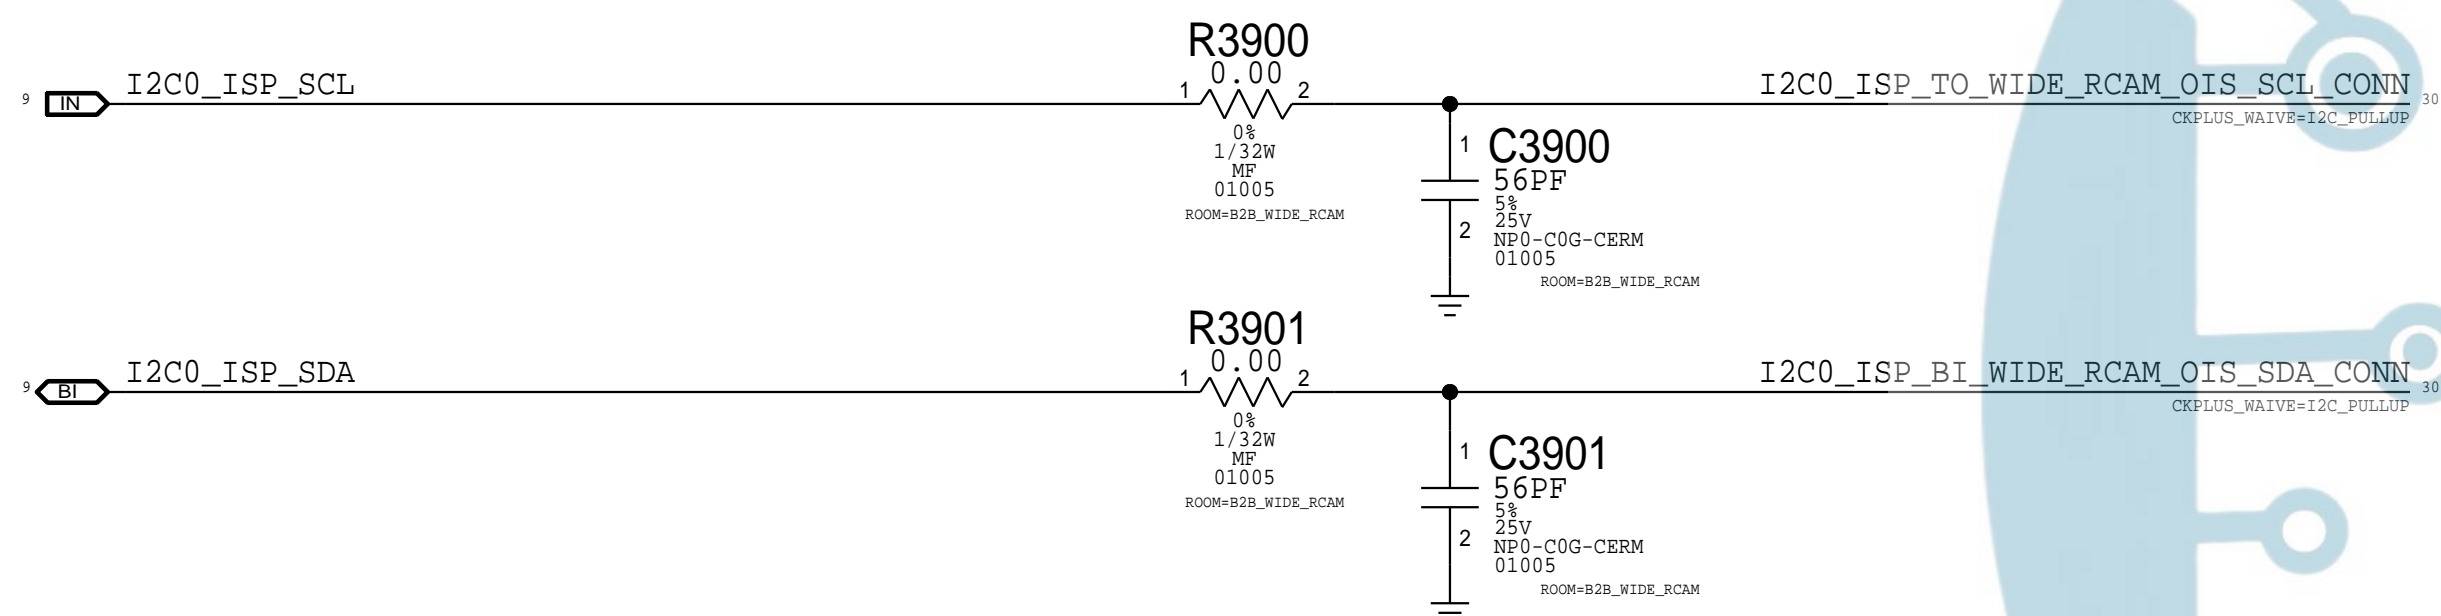 R3900
0.00
9 IN I2C0_ISP_SCL 1 2 I2C0_ISP_TO_WIDE_RCAM_OIS_SCL_CONN 30
CKPLUS_WAIVE=I2C_PULLUP
0%
1/32W
MF
01005
ROOM=B2B_WIDE_RCAM
1 C3900
56PF
5%
25V
2 NP0-C0G-CERM
01005
ROOM=B2B_WIDE_RCAM
R3901
0.00
9 BI I2C0_ISP_SDA 1 2 I2C0_ISP_BI_WIDE_RCAM_OIS_SDA_CONN 30
CKPLUS_WAIVE=I2C_PULLUP
0%
1/32W
MF
01005
ROOM=B2B_WIDE_RCAM
1 C3901
56PF
5%
25V
2 NP0-C0G-CERM
01005
ROOM=B2B_WIDE_RCAM